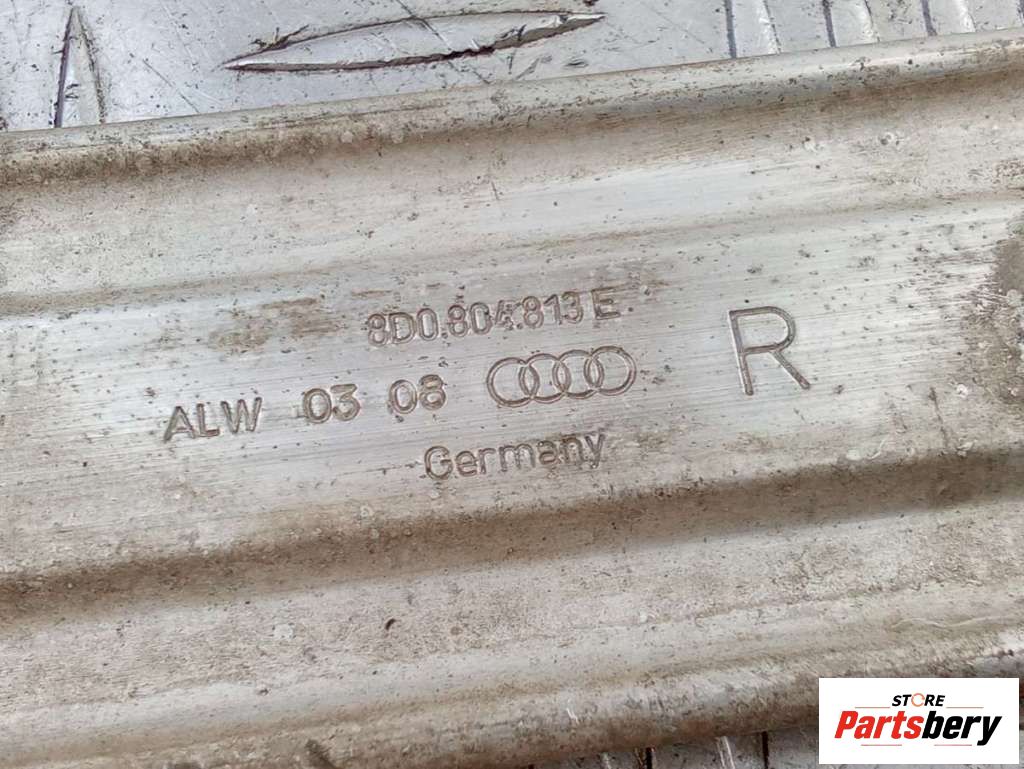 8D0.804.813 E
R
ALW 03 08
Germany
STORE
Partsbery